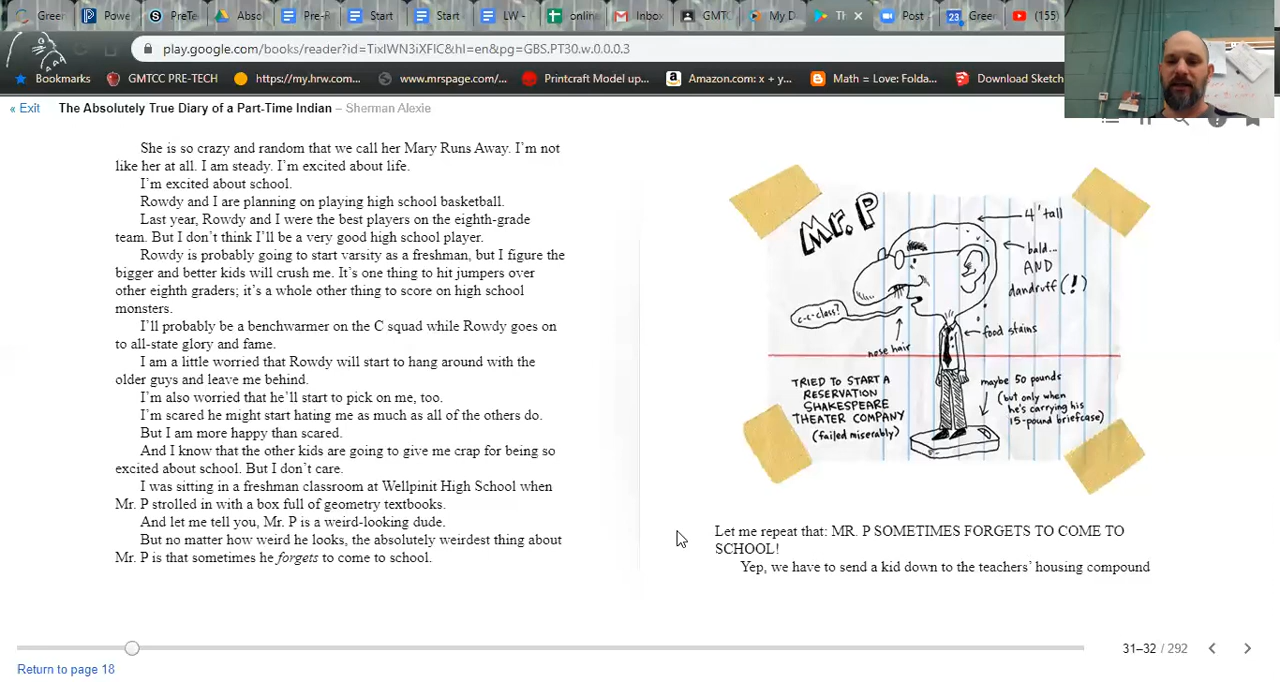 Greer
Powe
PreTe
Abso
Pre-R
Start
Start
LW -
online
Inbox
GMTC
My D
Th
Post
23
Gree
(155)
play.google.com/books/reader?id=TixlWN3iXFIC&hl=en&pg=GBS.PT30.w.0.0.0.3
Bookmarks
GMTCC PRE-TECH
https://my.hrw.com...
www.mrspage.com/...
Printcraft Model up...
Amazon.com: x + y...
Math = Love: Folda...
Download Sketch
« Exit
The Absolutely True Diary of a Part-Time Indian – Sherman Alexie
She is so crazy and random that we call her Mary Runs Away. I'm not
like her at all. I am steady. I'm excited about life.
I'm excited about school.
Rowdy and I are planning on playing high school basketball.
Last year, Rowdy and I were the best players on the eighth-grade
team. But I don't think I'll be a very good high school player.
Rowdy is probably going to start varsity as a freshman, but I figure the
bigger and better kids will crush me. It's one thing to hit jumpers over
other eighth graders; it's a whole other thing to score on high school
monsters.
I'll probably be a benchwarmer on the C squad while Rowdy goes on
to all-state glory and fame.
I am a little worried that Rowdy will start to hang around with the
older guys and leave me behind.
I'm also worried that he'll start to pick on me, too.
I'm scared he might start hating me as much as all of the others do.
But I am more happy than scared.
And I know that the other kids are going to give me crap for being so
excited about school. But I don't care.
I was sitting in a freshman classroom at Wellpinit High School when
Mr. P strolled in with a box full of geometry textbooks.
And let me tell you, Mr. P is a weird-looking dude.
But no matter how weird he looks, the absolutely weirdest thing about
Mr. P is that sometimes he forgets to come to school.
Mr. P
4' tall
bald...
AND
dandruff (!)
c-c-class?
nose hair
food stains
TRIED TO START A
RESERVATION
SHAKESPEARE
THEATER COMPANY
(failed miserably)
maybe 50 pounds
(but only when
he's carrying his
15-pound briefcase)
Let me repeat that: MR. P SOMETIMES FORGETS TO COME TO
SCHOOL!
Yep, we have to send a kid down to the teachers' housing compound
31–32 / 292
Return to page 18